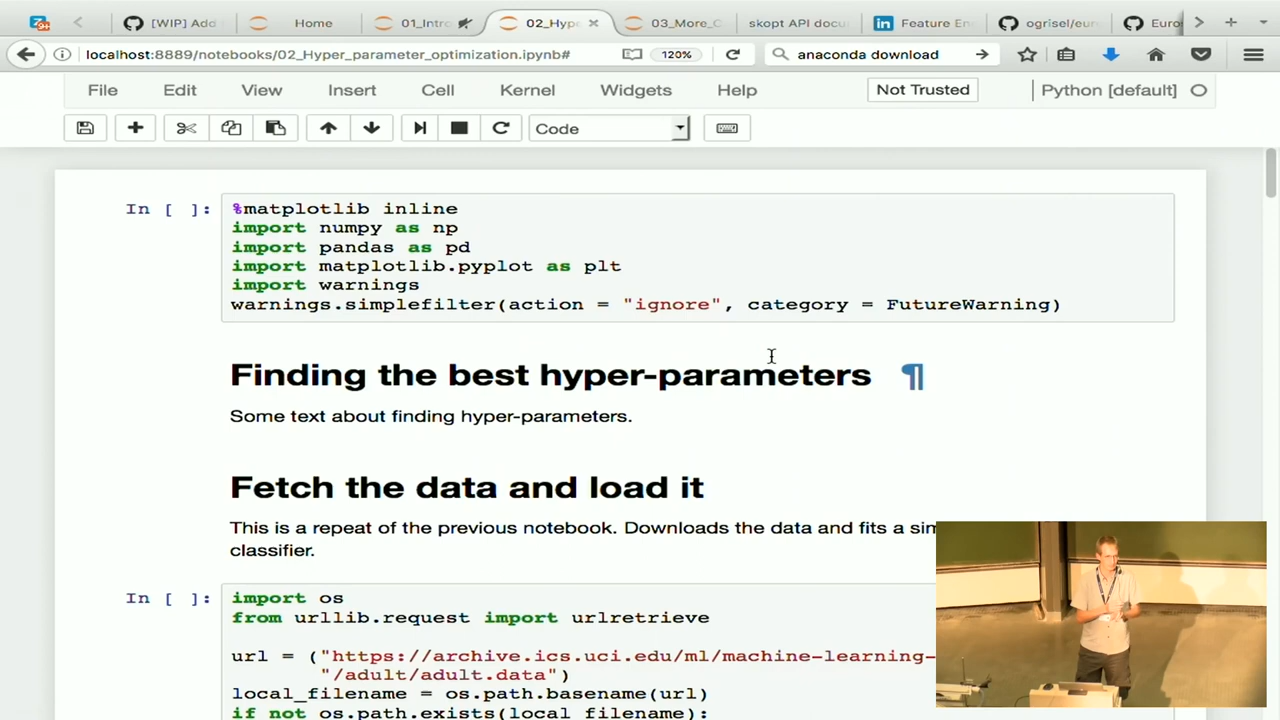 [WIP] Add
Home
01_Intro
02_Hype
03_More_C
skopt API docu
Feature En
ogrisel/eur
Euros
localhost:8889/notebooks/02_Hyper_parameter_optimization.ipynb#
120%
anaconda download
File Edit View Insert Cell Kernel Widgets Help
Not Trusted
Python [default]
Code
In [ ]:
%matplotlib inline
import numpy as np
import pandas as pd
import matplotlib.pyplot as plt
import warnings
warnings.simplefilter(action = "ignore", category = FutureWarning)
Finding the best hyper-parameters ¶
Some text about finding hyper-parameters.
Fetch the data and load it
This is a repeat of the previous notebook. Downloads the data and fits a sim
classifier.
In [ ]:
import os
from urllib.request import urlretrieve
url = ("https://archive.ics.uci.edu/ml/machine-learning-
"/adult/adult.data")
local_filename = os.path.basename(url)
if not os.path.exists(local_filename):